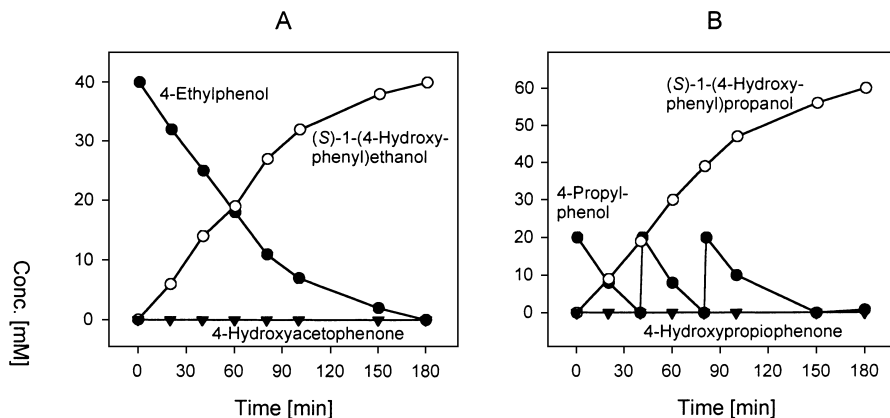 A
B
40
30
20
10
0
4-Ethylphenol
(S)-1-(4-Hydroxy-
phenyl)ethanol
4-Hydroxyacetophenone
0 30 60 90 120 150 180
Time [min]
Conc. [mM]
60
50
40
30
20
10
0
(S)-1-(4-Hydroxy-
phenyl)propanol
4-Propyl-
phenol
4-Hydroxypropiophenone
0 30 60 90 120 150 180
Time [min]